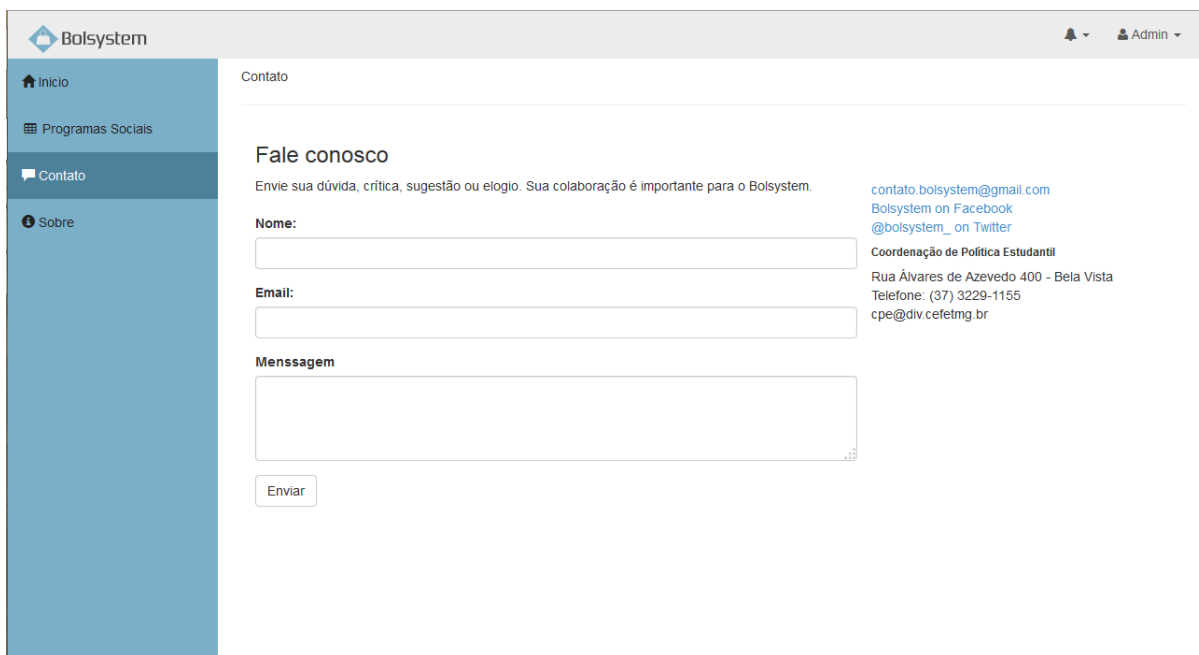 Bolsystem
Admin
Inicio
Programas Sociais
Contato
Sobre
Contato
Fale conosco
Envie sua dúvida, crítica, sugestão ou elogio. Sua colaboração é importante para o Bolsystem.
Nome:
Email:
Menssagem
Enviar
contato.bolsystem@gmail.com
Bolsystem on Facebook
@bolsystem_ on Twitter
Coordenação de Política Estudantil
Rua Álvares de Azevedo 400 - Bela Vista
Telefone: (37) 3229-1155
cpe@div.cefetmg.br